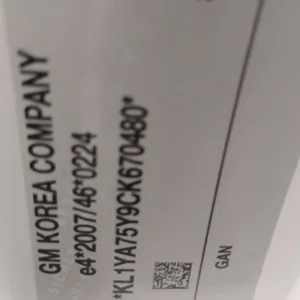 GM KOREA COMPANY
e4*2007/46*0224
*KL1YA75Y9CK670480*
GAN